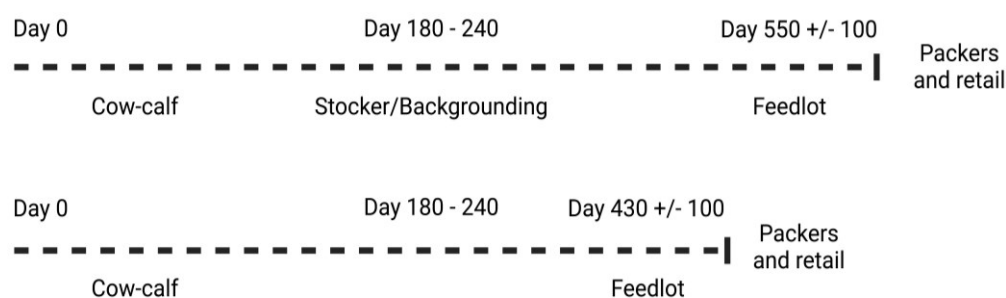 Day 0
Day 180 - 240
Day 550 +/- 100
Packers
and retail
Cow-calf
Stocker/Backgrounding
Feedlot
Day 0
Day 180 - 240
Day 430 +/- 100
Packers
and retail
Cow-calf
Feedlot